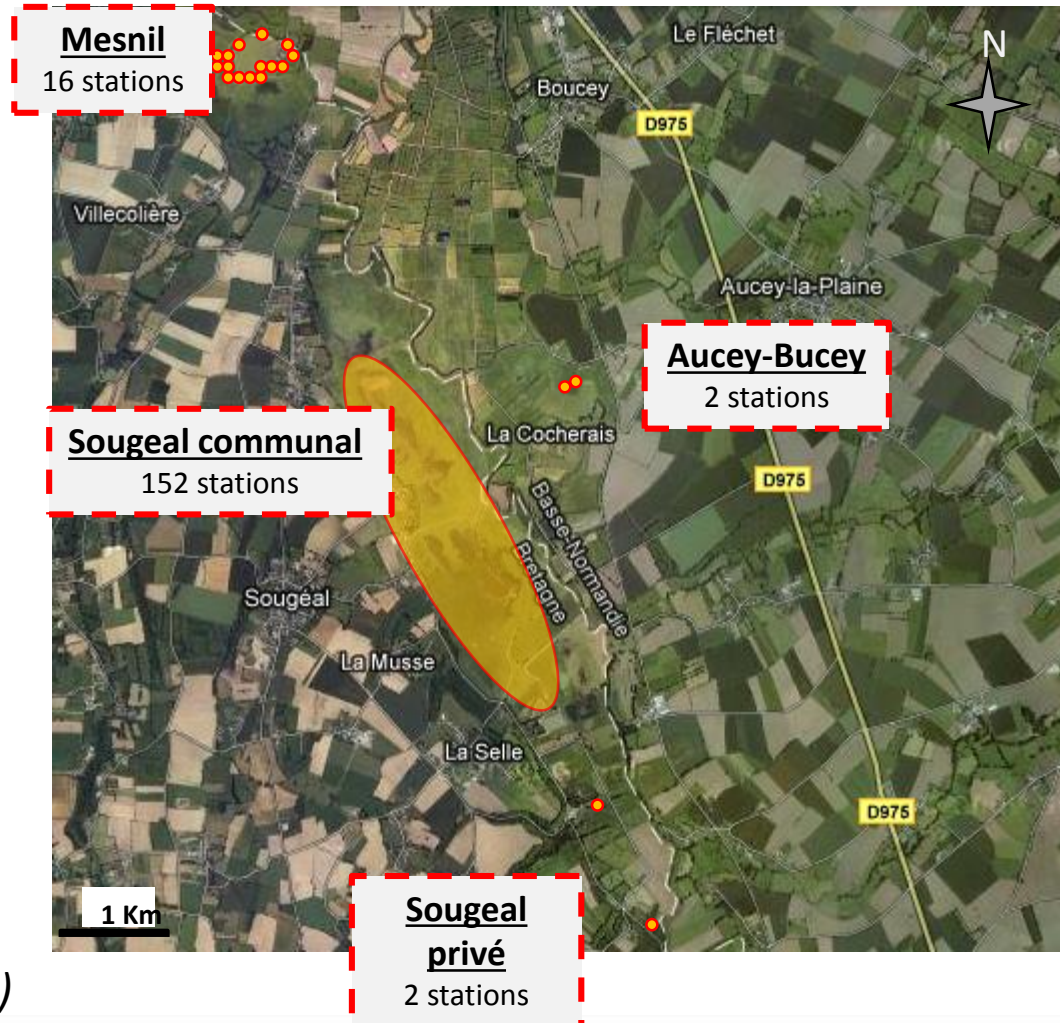 Mesnil
16 stations
Le Fléchet
N
Boucey
D975
Villecolière
Aucey-la-Plaine
Aucey-Bucey
2 stations
Sougeal communal
152 stations
La Cocherais
D975
Basse-Normandie
Bretagne
Sougéal
La Musse
La Selle
D975
1 Km
Sougeal
privé
2 stations
)